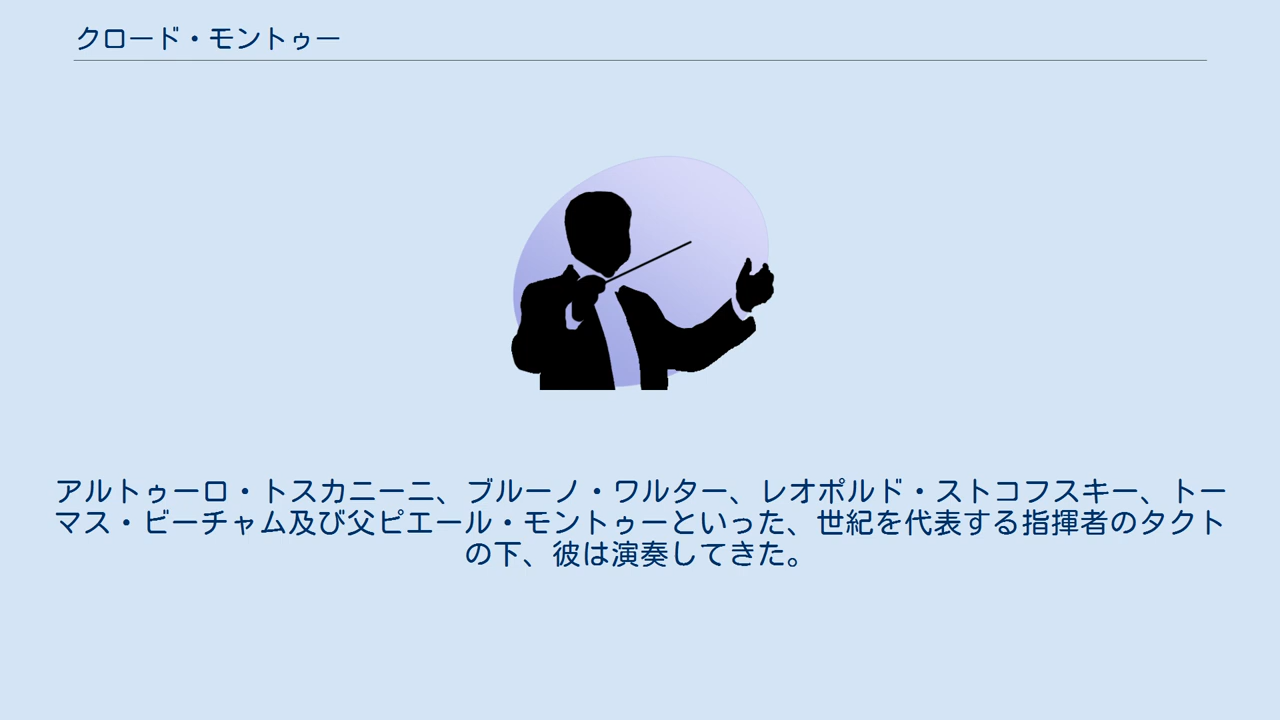 クロード・モントゥー
アルトゥーロ・トスカニーニ、ブルーノ・ワルター、レオポルド・ストコフスキー、トー
マス・ビーチャム及び父ピエール・モントゥーといった、世紀を代表する指揮者のタクト
の下、彼は演奏してきた。